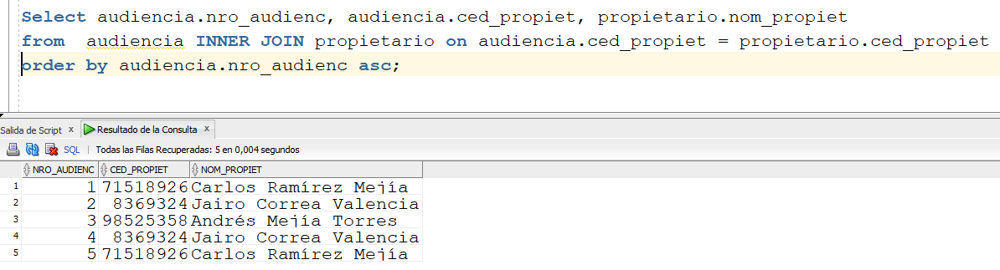 Select audiencia.nro_audienc, audiencia.ced_propiet, propietario.nom_propiet
from  audiencia INNER JOIN propietario on audiencia.ced_propiet = propietario.ced_propiet
order by audiencia.nro_audienc asc;
Salida de Script x Resultado de la Consulta x
SQL | Todas las Filas Recuperadas: 5 en 0,004 segundos
NRO_AUDIENC CED_PROPIET NOM_PROPIET
1 1 71518926 Carlos Ramírez Mejía
2 2 8369324 Jairo Correa Valencia
3 3 98525358 Andrés Mejía Torres
4 4 8369324 Jairo Correa Valencia
5 5 71518926 Carlos Ramírez Mejía